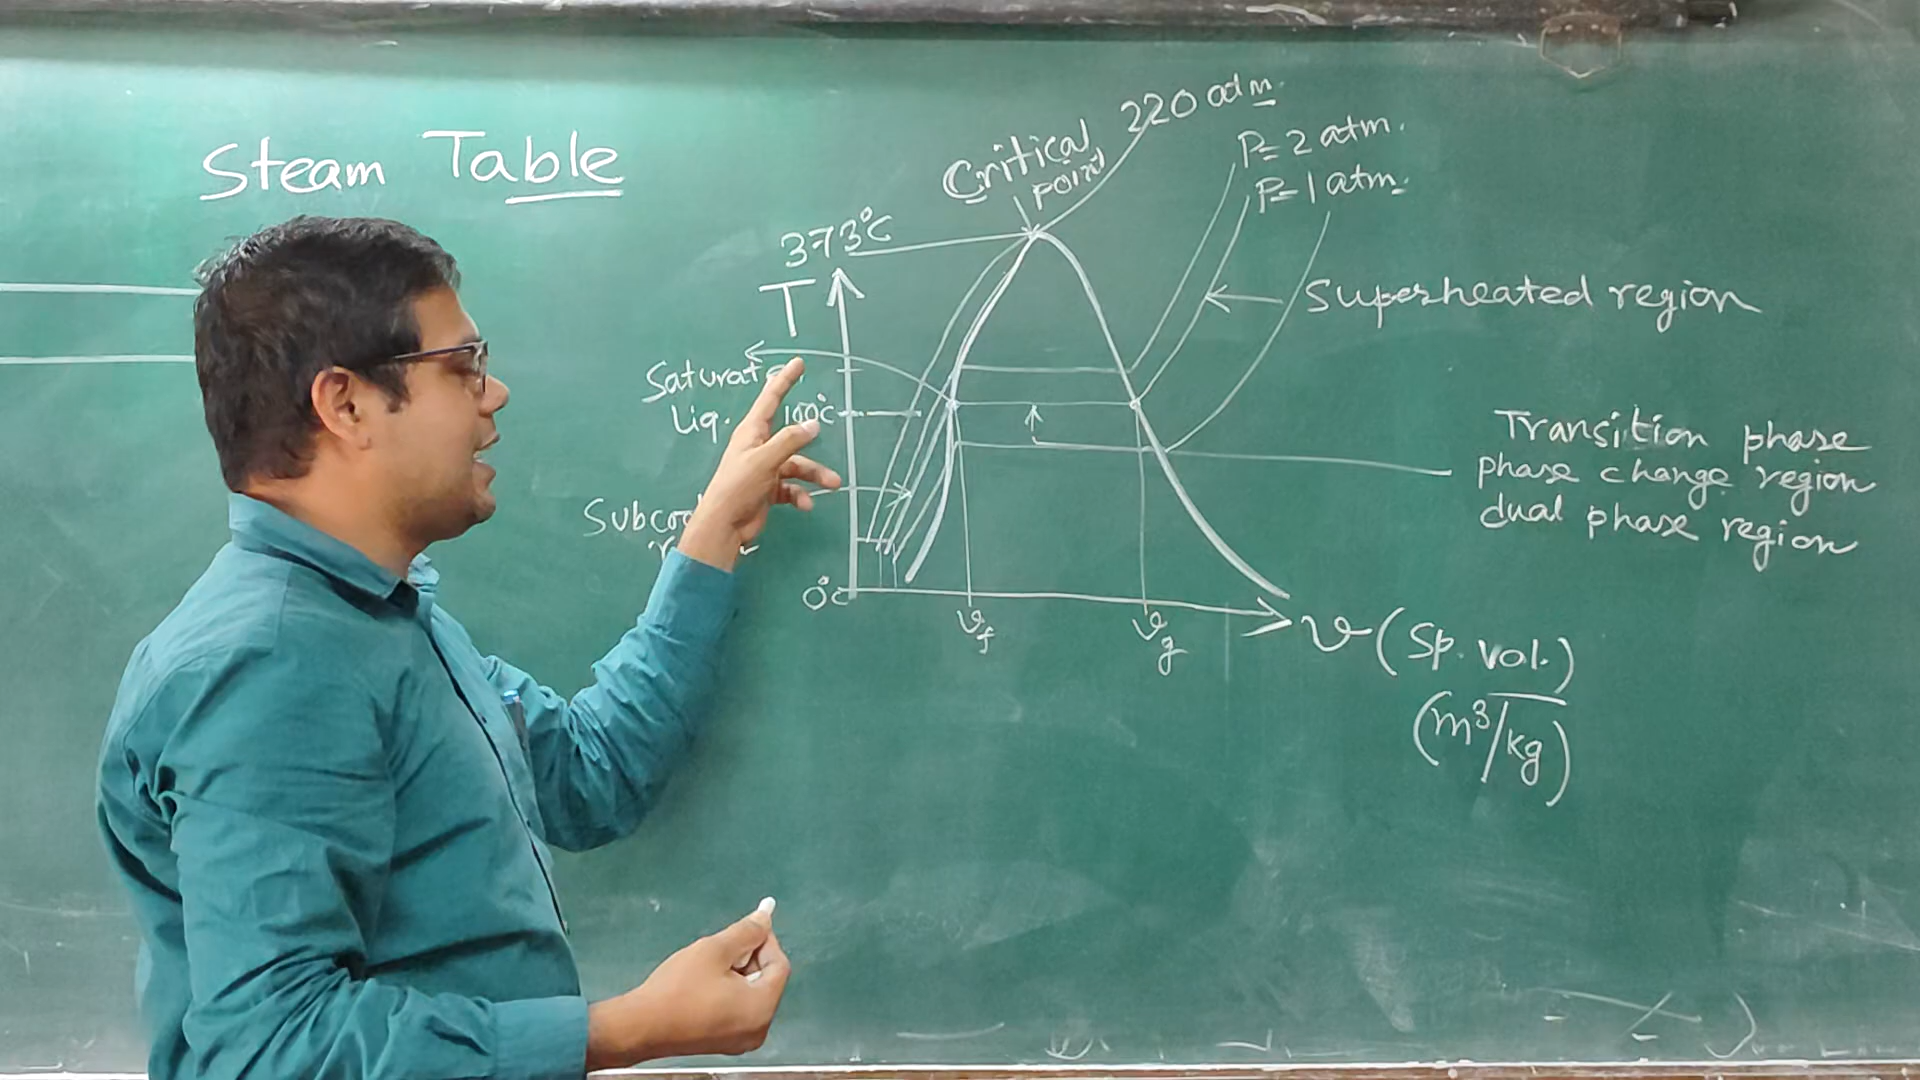 Steam Table
220 atm.
Critical
point
P=2 atm.
P=1 atm.
373°C
T
Superheated region
Liq.
100°C
Transition phase
phase change region
dual phase region
0°C
vf
vg
v (Sp. vol.)
(m³/kg)